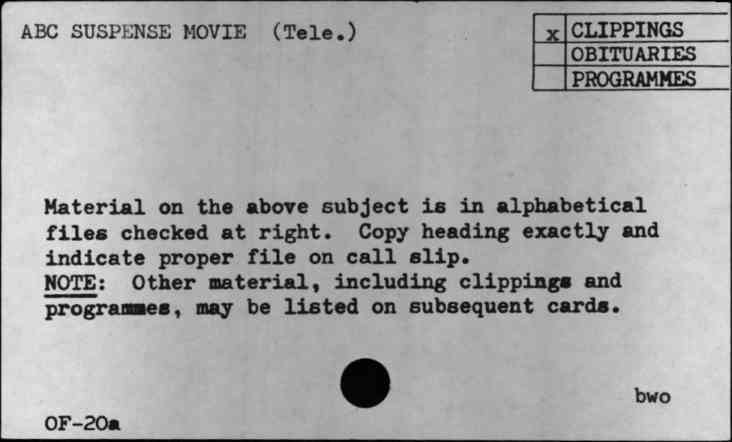 ABC SUSPENSE MOVIE (Tele.)
x CLIPPINGS
OBITUARIES
PROGRAMMES
Material on the above subject is in alphabetical
files checked at right. Copy heading exactly and
indicate proper file on call slip.
NOTE: Other material, including clippings and
programmes, may be listed on subsequent cards.
bwo
OF-20a